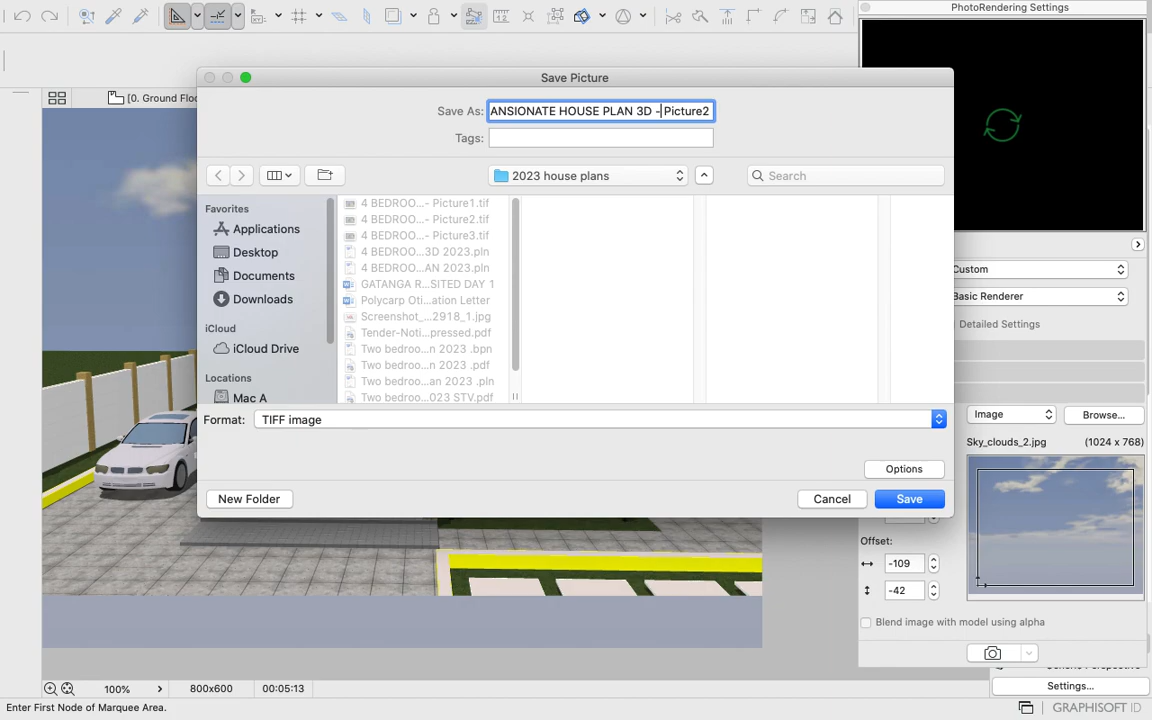 PhotoRendering Settings
[0. Ground Floo
Save Picture
Save As: ANSIONATE HOUSE PLAN 3D - Picture2
Tags:
2023 house plans
Search
Favorites
Applications
Desktop
Documents
Downloads
iCloud
iCloud Drive
Locations
Mac A
4 BEDROO...- Picture1.tif
4 BEDROO...- Picture2.tif
4 BEDROO...- Picture3.tif
4 BEDROO...3D 2023.pln
4 BEDROO...AN 2023.pln
GATANGA R...SITED DAY 1
Polycarp Oti...ation Letter
Screenshot_...2918_1.jpg
Tender-Noti...pressed.pdf
Two bedroo...n 2023 .bpn
Two bedroo...n 2023 .pdf
Two bedroo...an 2023 .pln
Two bedroo...023 STV.pdf
Format: TIFF image
Options
New Folder
Cancel
Save
Custom
Basic Renderer
Detailed Settings
Image
Browse...
Sky_clouds_2.jpg (1024 x 768)
Offset:
-109
-42
Blend image with model using alpha
Settings...
100%
800x600
00:05:13
Enter First Node of Marquee Area.
GRAPHISOFT ID